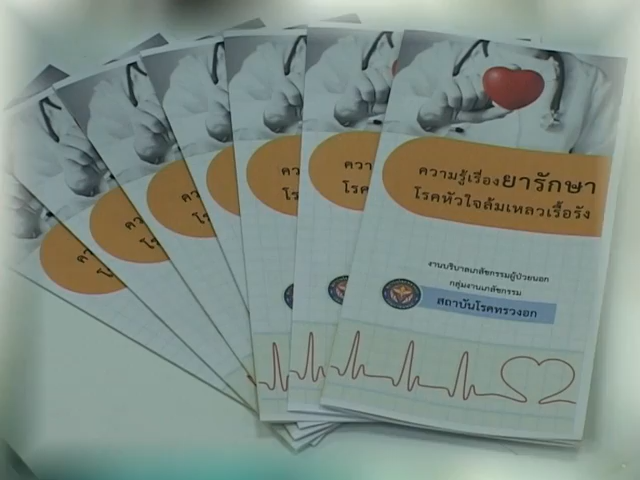 ความรู้เรื่องยารักษา
โรคหัวใจล้มเหลวเรื้อรัง
งานบริบาลเภสัชกรรมผู้ป่วยนอก
กลุ่มงานเภสัชกรรม
สถาบันโรคทรวงอก